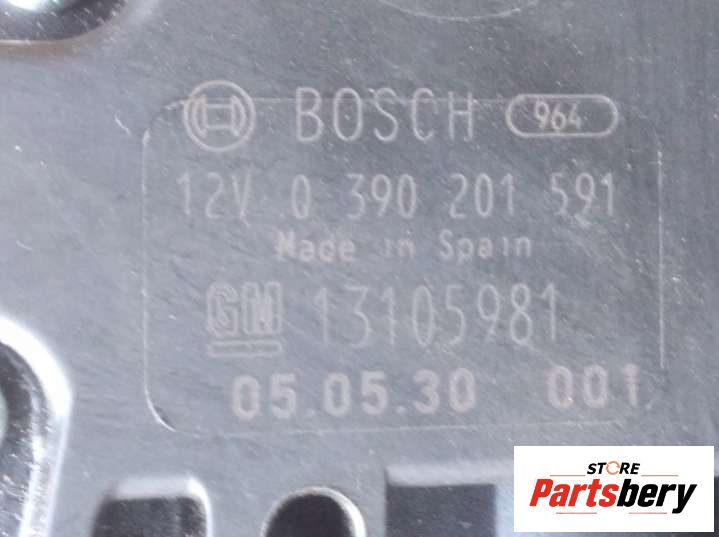 BOSCH 964
12V 0 390 201 591
Made in Spain
GM 13105981
05.05.30 001
STORE
Partsbery